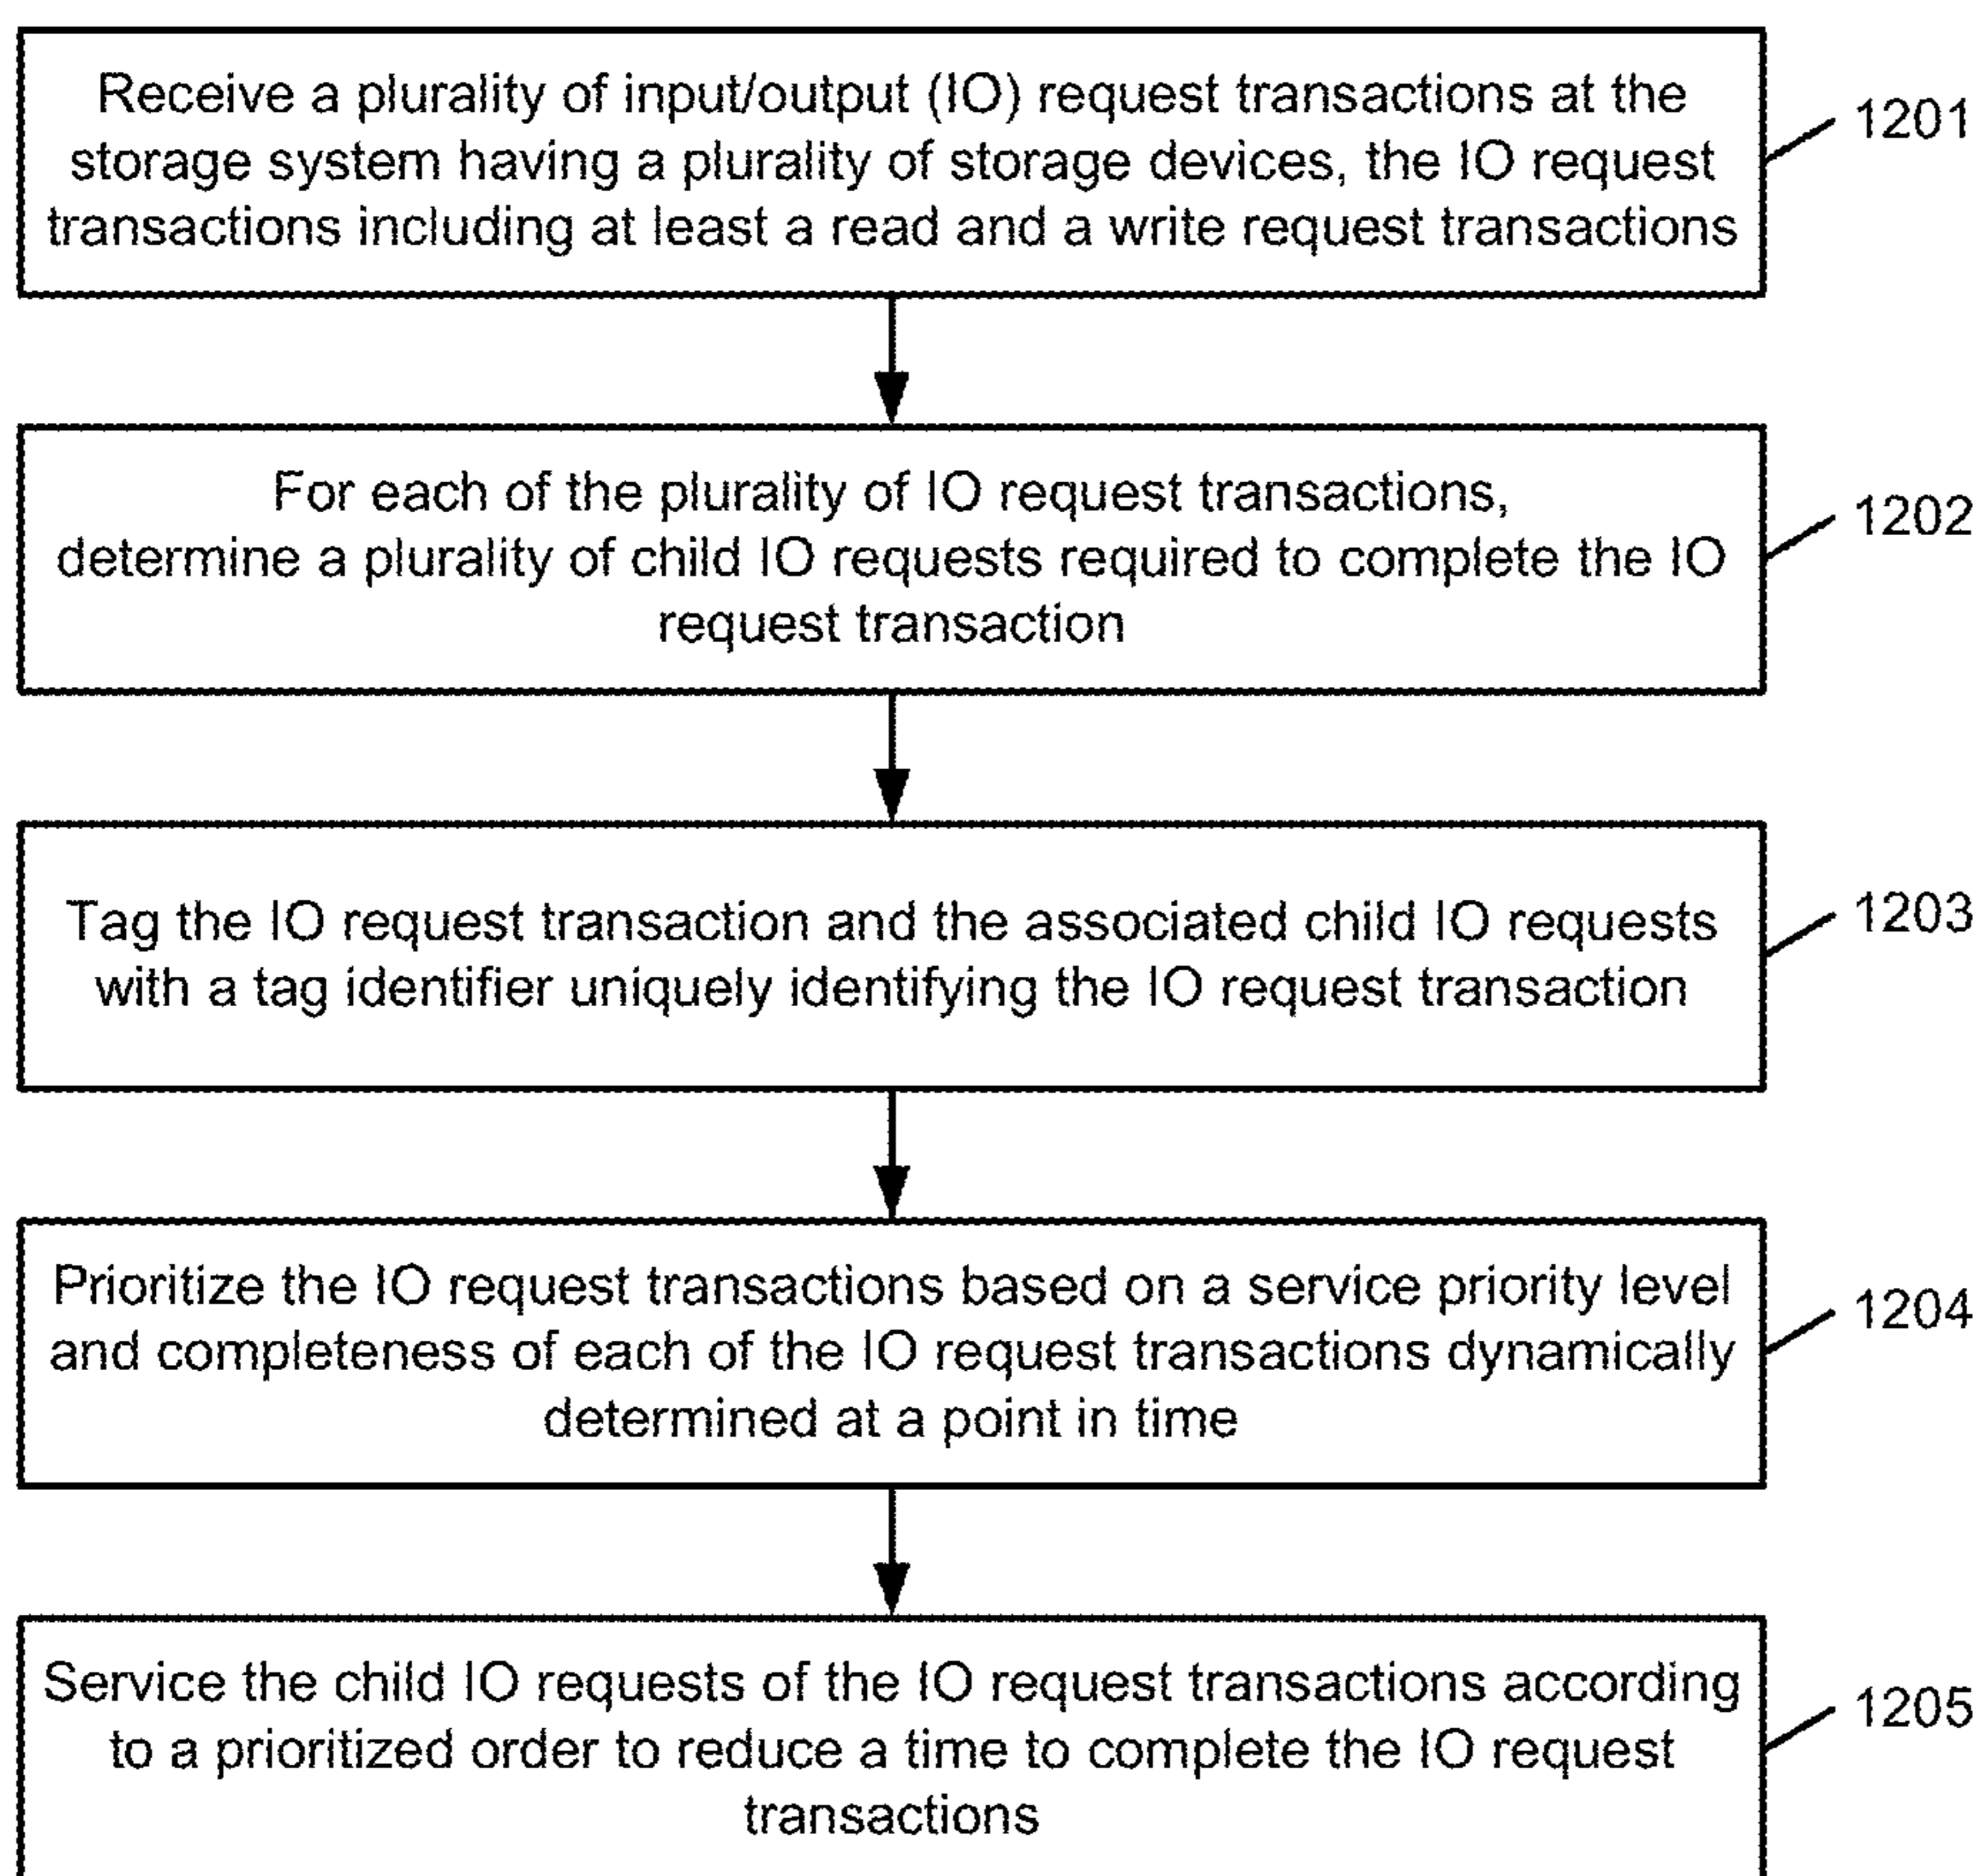 Receive a plurality of input/output (IO) request transactions at the
storage system having a plurality of storage devices, the IO request
transactions including at least a read and a write request transactions
1201
For each of the plurality of IO request transactions,
determine a plurality of child IO requests required to complete the IO
request transaction
1202
Tag the IO request transaction and the associated child IO requests
with a tag identifier uniquely identifying the IO request transaction
1203
Prioritize the IO request transactions based on a service priority level
and completeness of each of the IO request transactions dynamically
determined at a point in time
1204
Service the child IO requests of the IO request transactions according
to a prioritized order to reduce a time to complete the IO request
transactions
1205